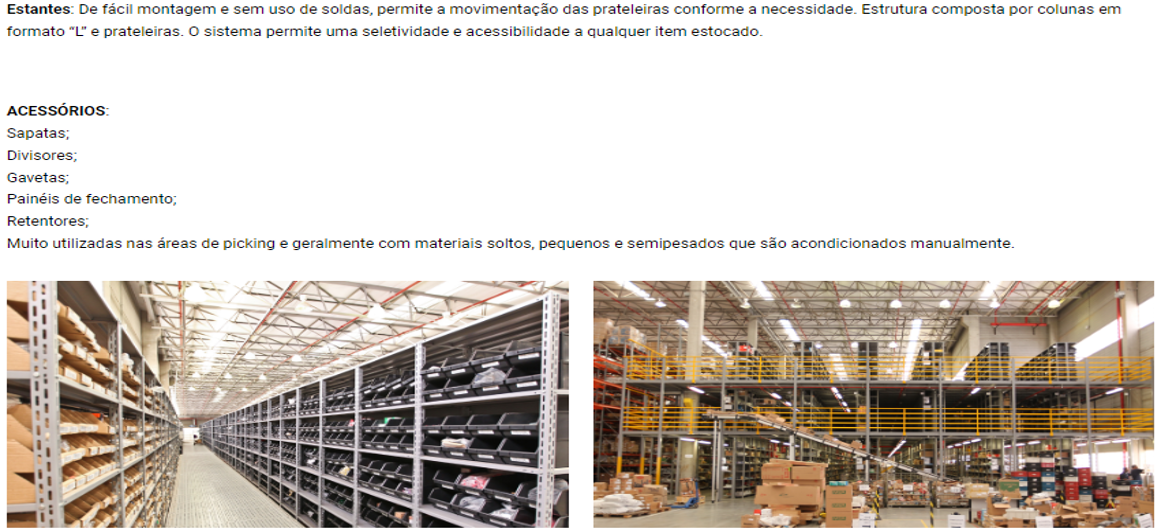 Estantes: De fácil montagem e sem uso de soldas, permite a movimentação das prateleiras conforme a necessidade. Estrutura composta por colunas em
formato “L” e prateleiras. O sistema permite uma seletividade e acessibilidade a qualquer item estocado.
ACESSÓRIOS:
Sapatas;
Divisores;
Gavetas;
Painéis de fechamento;
Retentores;
Muito utilizadas nas áreas de picking e geralmente com materiais soltos, pequenos e semipesados que são acondicionados manualmente.